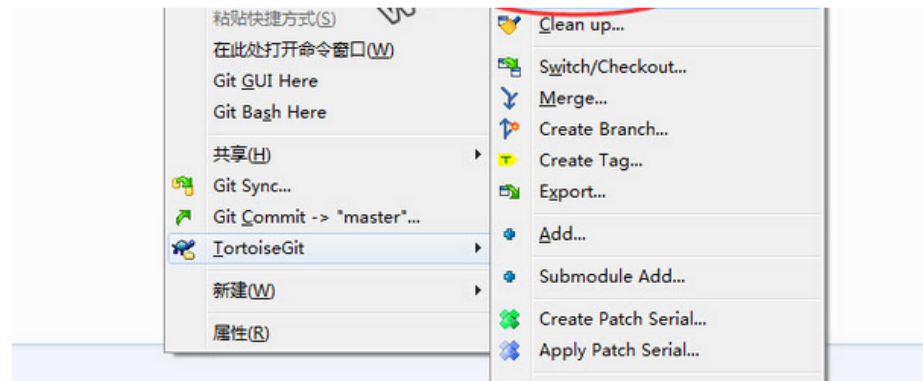 粘贴快捷方式(S)
在此处打开命令窗口(W)
Git GUI Here
Git Bash Here
共享(H)
Git Sync...
Git Commit -> "master"...
TortoiseGit
新建(W)
属性(R)
Clean up...
Switch/Checkout...
Merge...
Create Branch...
Create Tag...
Export...
Add...
Submodule Add...
Create Patch Serial...
Apply Patch Serial...